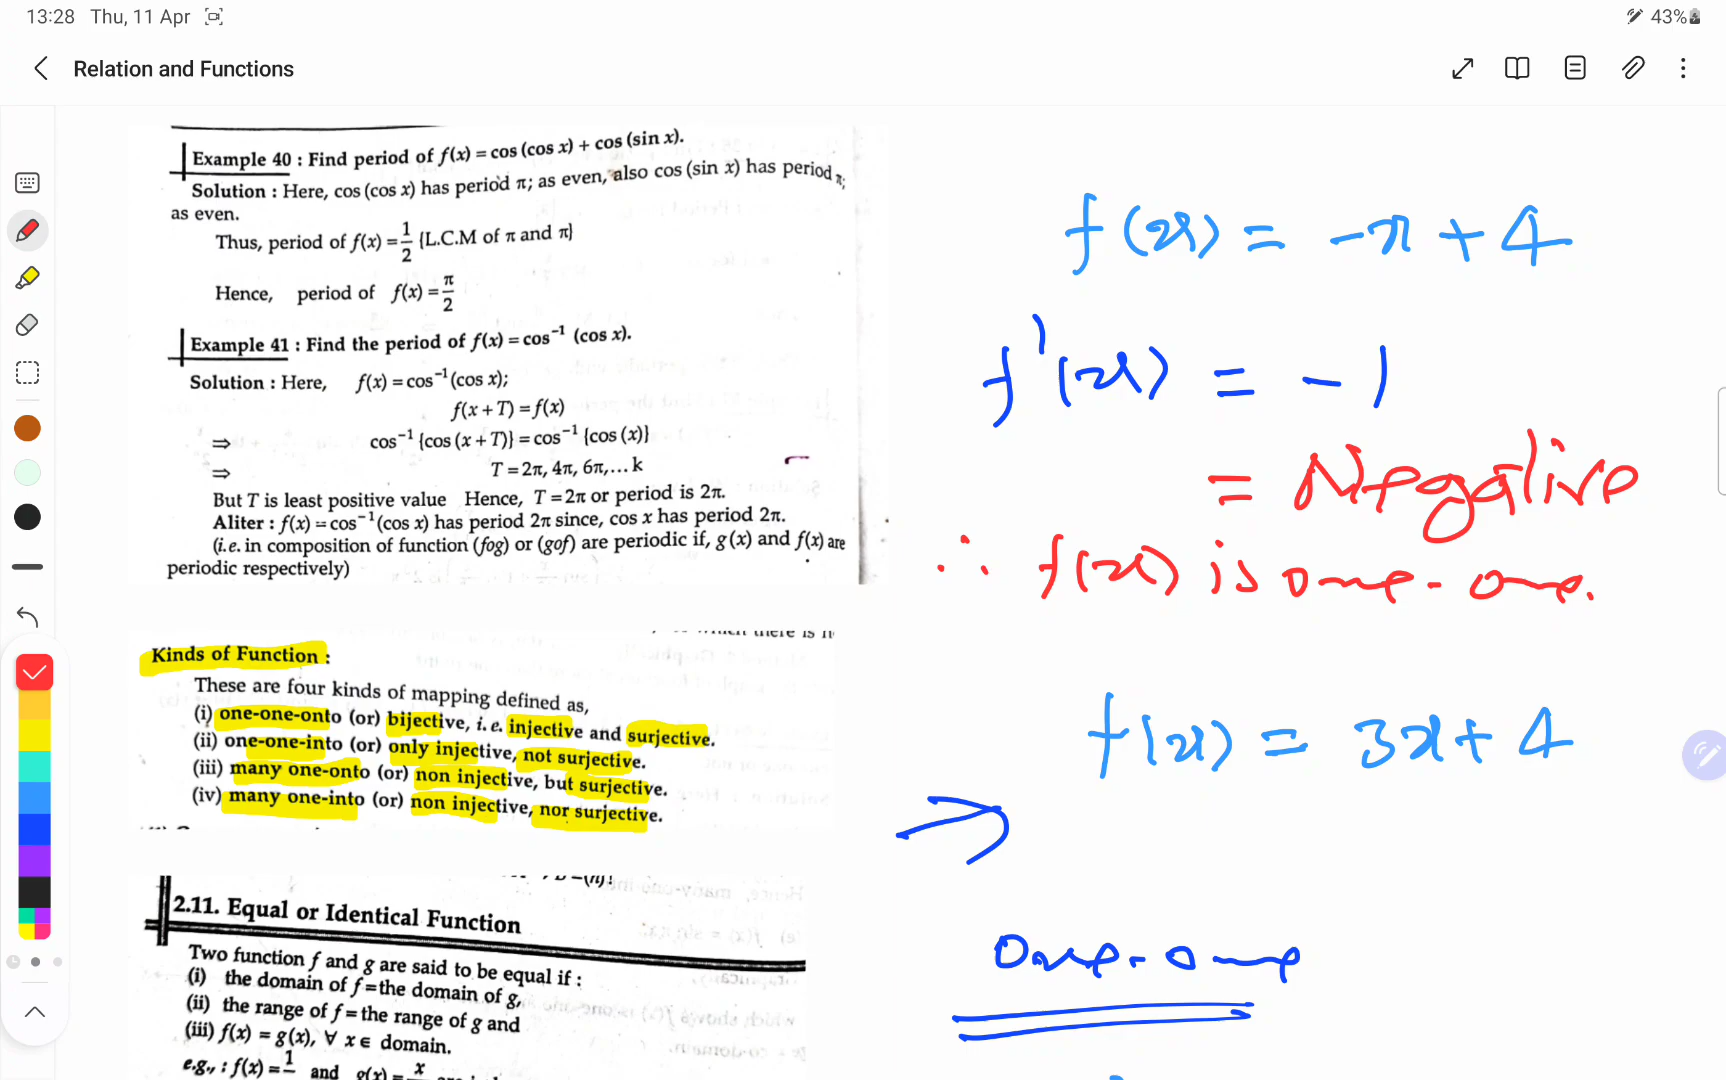 13:28 Thu, 11 Apr
43%
Relation and Functions
Example 40 : Find period of f(x) = cos (cos x) + cos (sin x).
Solution : Here, cos (cos x) has period π; as even, also cos (sin x) has period π;
as even.
Thus, period of f(x) = 1/2 {L.C.M of π and π}
Hence, period of f(x) = π/2
Example 41 : Find the period of f(x) = cos⁻¹ (cos x).
Solution : Here, f(x) = cos⁻¹ (cos x);
f(x + T) = f(x)
⇒ cos⁻¹ {cos (x + T)} = cos⁻¹ {cos (x)}
⇒ T = 2π, 4π, 6π,... k
But T is least positive value Hence, T = 2π or period is 2π.
Aliter : f(x) = cos⁻¹ (cos x) has period 2π since, cos x has period 2π.
(i.e. in composition of function (fog) or (gof) are periodic if, g(x) and f(x) are
periodic respectively)
there is
Kinds of Function :
These are four kinds of mapping defined as,
(i) one-one-onto (or) bijective, i.e. injective and surjective.
(ii) one-one-into (or) only injective, not surjective.
(iii) many one-onto (or) non injective, but surjective.
(iv) many one-into (or) non injective, nor surjective.
2.11. Equal or Identical Function
Two function f and g are said to be equal if :
(i) the domain of f = the domain of g,
(ii) the range of f = the range of g and
(iii) f(x) = g(x), ∀ x ∈ domain.
e.g., : f(x) = 1 and g(x) = x
f(x) = -x + 4
f'(x) = -1
= Negative
∴ f(x) is one-one.
f(x) = 3x + 4
One-one